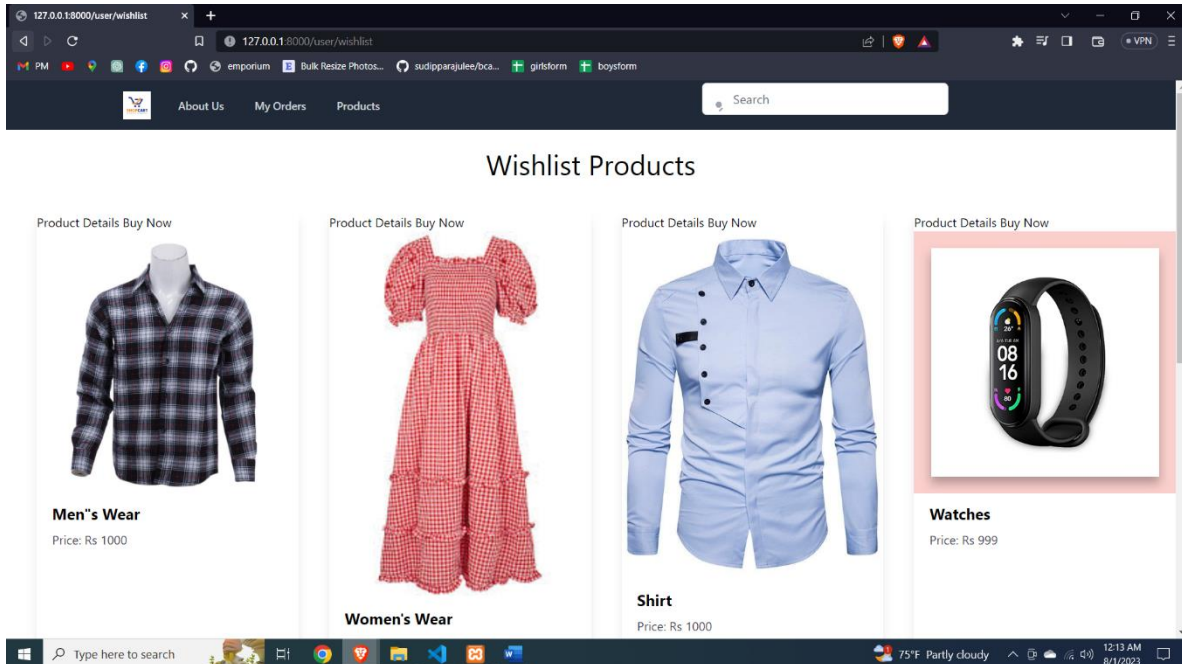 127.0.0.1:8000/user/wishlist
127.0.0.1:8000/user/wishlist
VPN
PM
emporium
E Bulk Resize Photos...
sudipparajulee/bca...
girlsform
boysform
About Us
My Orders
Products
Search
Wishlist Products
Product Details Buy Now
Product Details Buy Now
Product Details Buy Now
Product Details Buy Now
26°
08
16
80
Men"s Wear
Price: Rs 1000
Women's Wear
Shirt
Price: Rs 1000
Watches
Price: Rs 999
Type here to search
75°F Partly cloudy
12:13 AM
8/1/2023